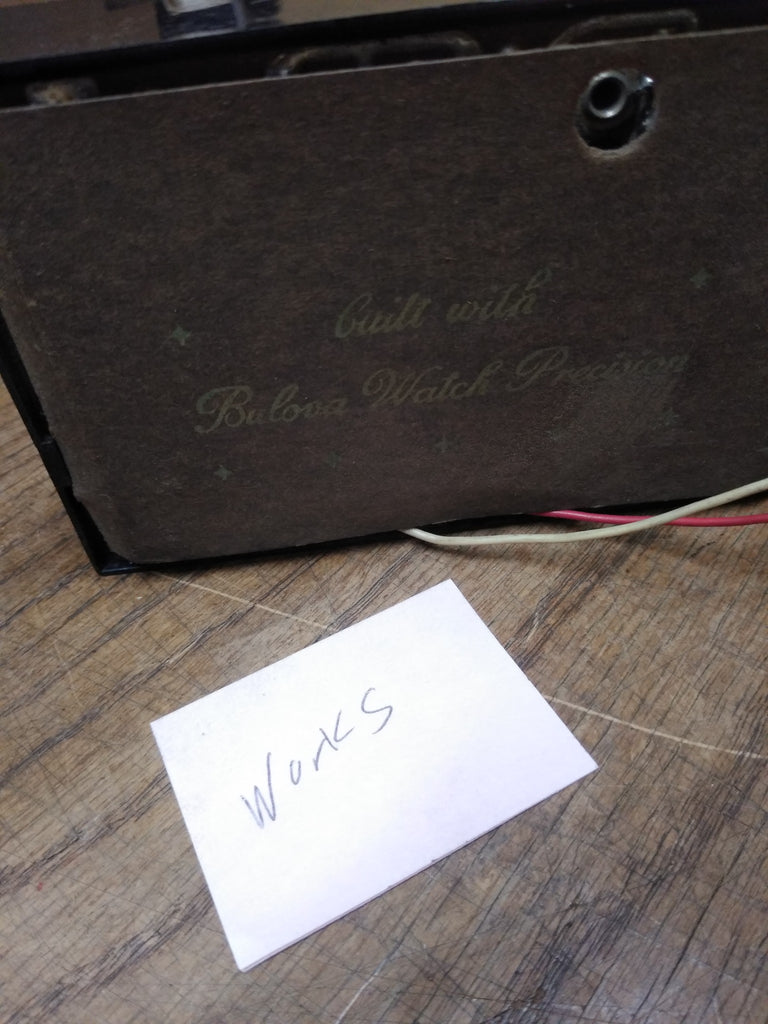 built with
Bulova Watch Precision
Works